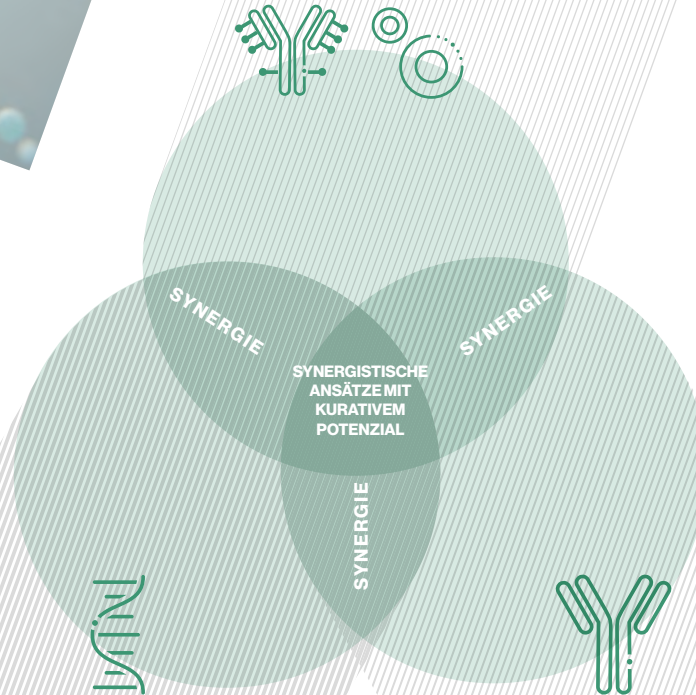 SYNERGIE
SYNERGIE
SYNERGISTISCHE
ANSÄTZE MIT
KURATIVEM
POTENZIAL
SYNERGIE